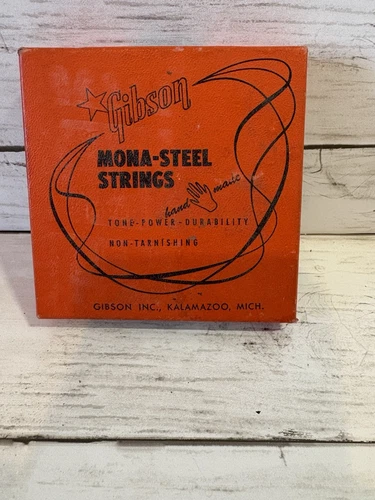 Gibson
MONA-STEEL
STRINGS
hand made
TONE-POWER-DURABILITY
NON-TARNISHING
GIBSON INC., KALAMAZOO, MICH.